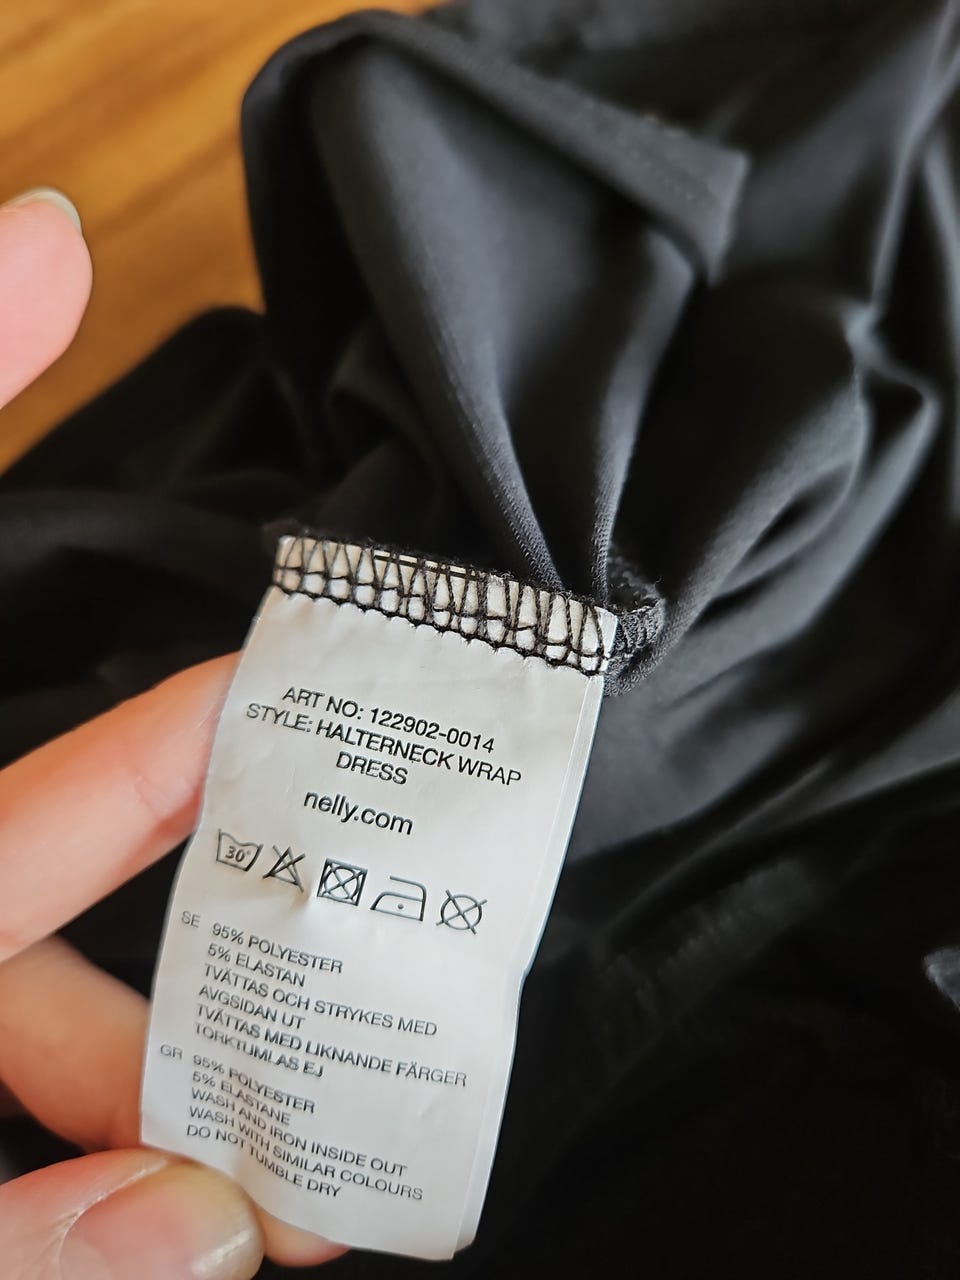 ART NO: 122902-0014
STYLE: HALTERNECK WRAP
DRESS
nelly.com
30°
SE 95% POLYESTER
5% ELASTAN
TVÄTTAS OCH STRYKES MED
AVGSIDAN UT
TVÄTTAS MED LIKNANDE FÄRGER
TORKTUMLAS EJ
GR 95% POLYESTER
5% ELASTANE
WASH AND IRON INSIDE OUT
WASH WITH SIMILAR COLOURS
DO NOT TUMBLE DRY